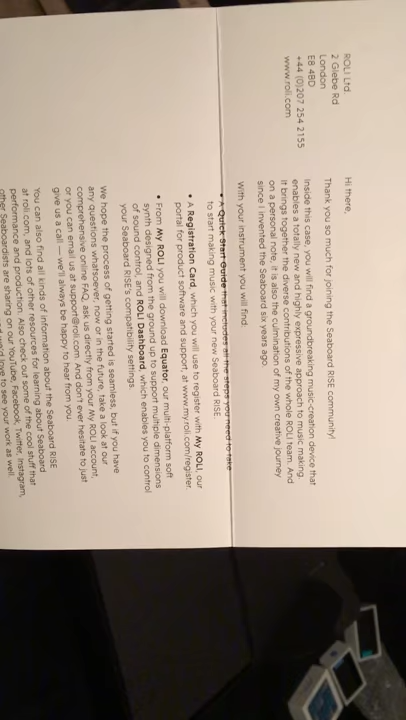 ROLI Ltd.
2 Glebe Rd
London
E8 4BD
+44 (0)207 254 2155
www.roli.com
Hi there,
Thank you so much for joining the Seaboard RISE community!
Inside this case, you will find a groundbreaking music-creation device that
enables a totally new and highly expressive approach to music making. And
it brings together the diverse contributions of the whole ROLI team. And
on a personal note, it is also the culmination of my own creative journey
since I invented the Seaboard six years ago.
With your instrument you will find:
• A Quick Start Guide that includes all the steps you need to take
to start making music with your new Seaboard RISE
• A Registration Card, which you will use to register with My ROLI, our
portal for product software and support, at www.my.roli.com/register.
• From My ROLI, you will download Equator, our multi-platform soft
synth designed from the ground up to support multiple dimensions
of sound control, and ROLI Dashboard, which enables you to control
your Seaboard RISE's compatibility settings.
We hope the process of getting started is seamless, but if you have
any questions whatsoever, now or in the future, take a look at our
comprehensive online FAQ, ask us directly from your My ROLI account,
or you can email us at support@roli.com. And don't ever hesitate to just
give us a call — we'll always be happy to hear from you.
You can also find all kinds of information about the Seaboard RISE
at roli.com, and lots of other resources for learning about Seaboard
performance and production. Also check out some of the cool stuff that
other Seaboardists are sharing on our YouTube, Facebook, Twitter, Instagram,
love to see your work as well.